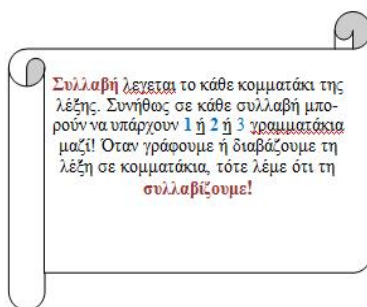 Συλλαβή λεγεται το κάθε κομματάκι της
λέξης. Συνήθως σε κάθε συλλαβή μπο-
ρούν να υπάρχουν 1 ή 2 ή 3 γραμματάκια
μαζί! Όταν γράφουμε ή διαβάζουμε τη
λέξη σε κομματάκια, τότε λέμε ότι τη
συλλαβίζουμε!